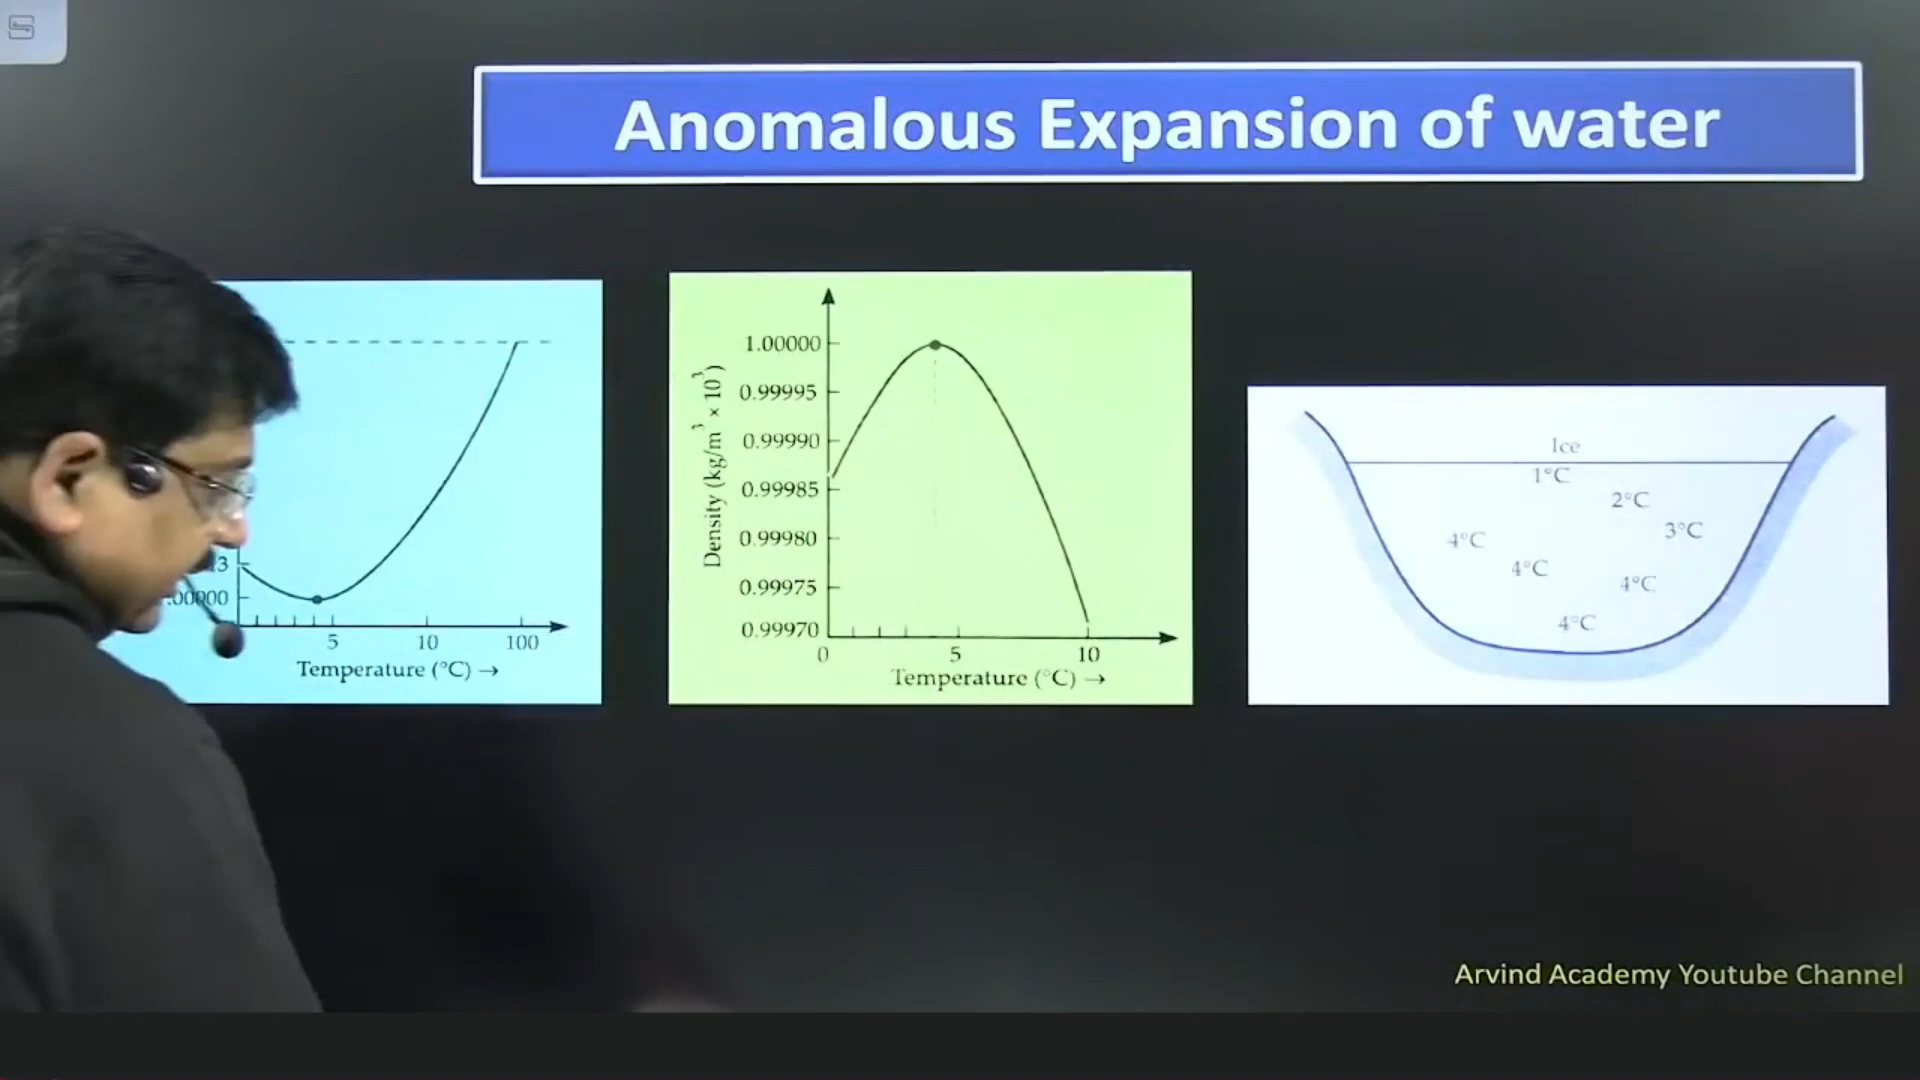 Anomalous Expansion of water
13
.00000
5 10 100
Temperature (°C) →
Density (kg/m³ × 10³)
1.00000
0.99995
0.99990
0.99985
0.99980
0.99975
0.99970
0 5 10
Temperature (°C) →
Ice
1°C
2°C
3°C
4°C
4°C
4°C
4°C
Arvind Academy Youtube Channel